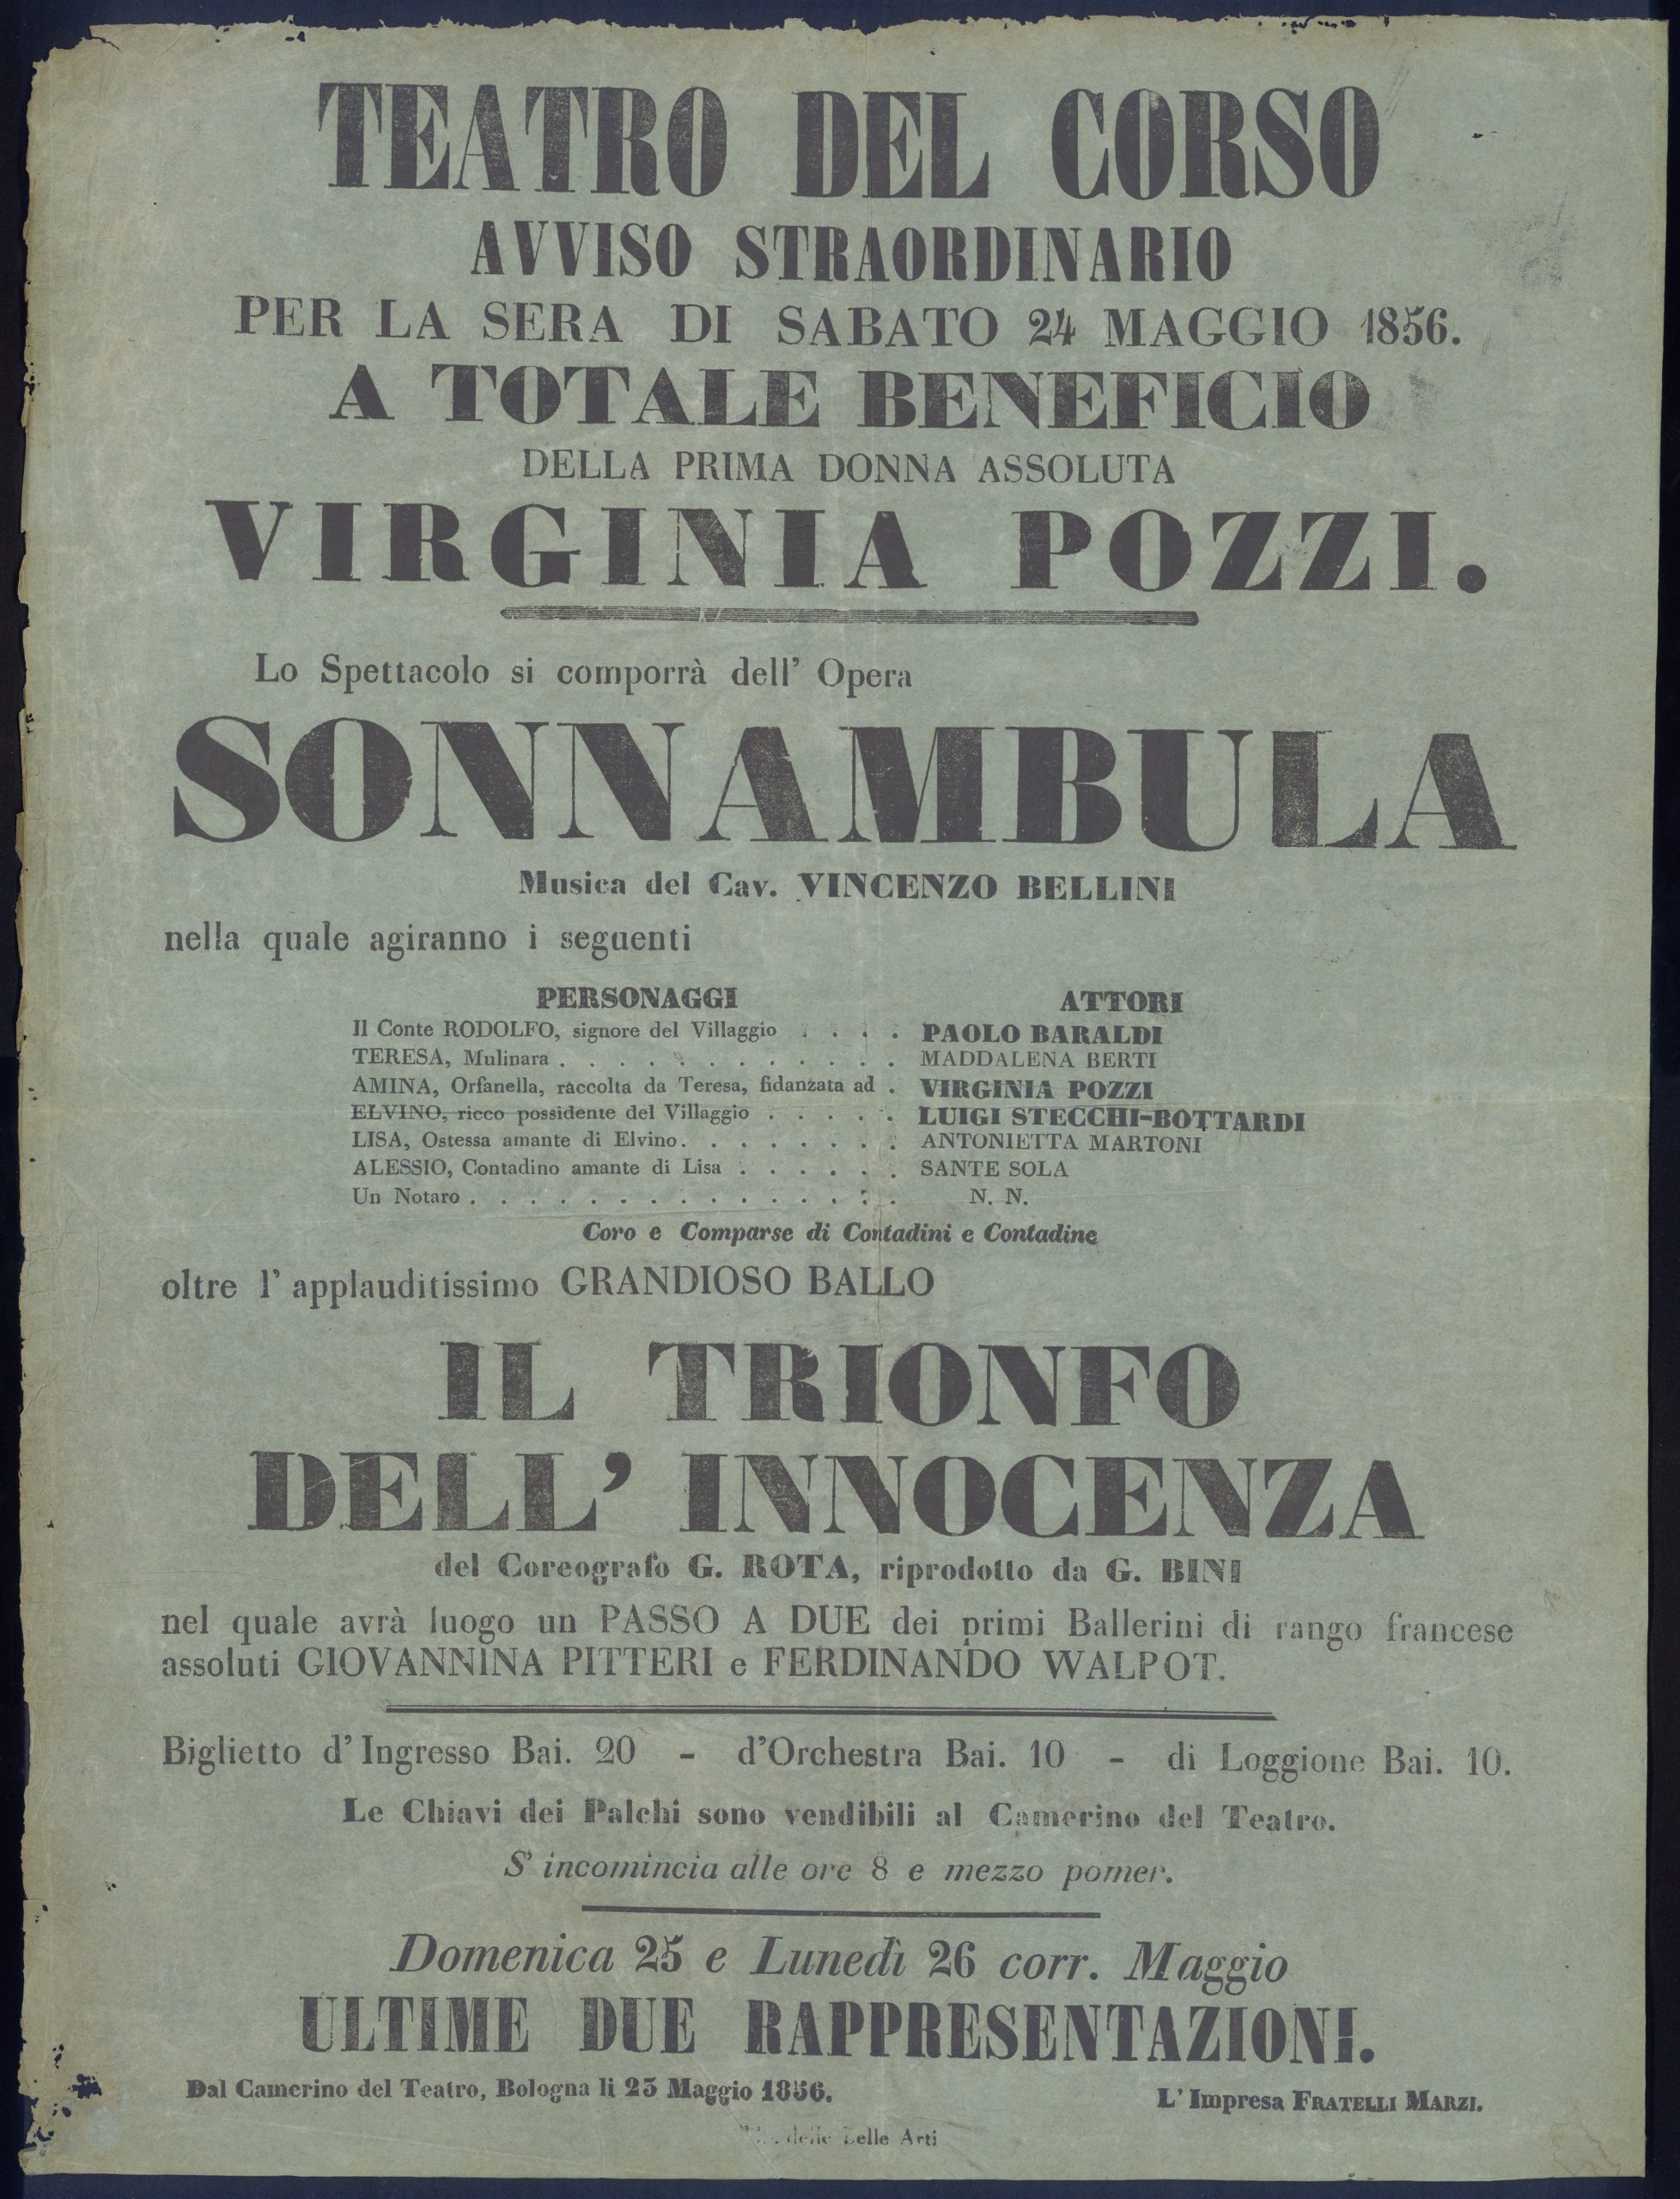 TEATRO DEL CORSO
AVVISO STRAORDINARIO
PER LA SERA DI SABATO 24 MAGGIO 1856.
A TOTALE BENEFICIO
DELLA PRIMA DONNA ASSOLUTA
VIRGINIA POZZI.
Lo Spettacolo si comporrà dell' Opera
SONNAMBULA
Musica del Cav. VINCENZO BELLINI
nella quale agiranno i seguenti
PERSONAGGI ATTORI
Il Conte RODOLFO, signore del Villaggio . . . . PAOLO BARALDI
TERESA, Mulinara . . . . . . . . . . . . MADDALENA BERTI
AMINA, Orfanella, raccolta da Teresa, fidanzata ad . VIRGINIA POZZI
ELVINO, ricco possidente del Villaggio . . . . . LUIGI STECCHI-BOTTARDI
LISA, Ostessa amante di Elvino . . . . . . . . ANTONIETTA MARTONI
ALESSIO, Contadino amante di Lisa . . . . . . SANTE SOLA
Un Notaro . . . . . . . . . . . . . . . N. N.
Coro e Comparse di Contadini e Contadine
oltre l' applauditissimo GRANDIOSO BALLO
IL TRIONFO
DELL' INNOCENZA
del Coreografo G. ROTA, riprodotto da G. BINI
nel quale avrà luogo un PASSO A DUE dei primi Ballerini di rango francese
assoluti GIOVANNINA PITTERI e FERDINANDO WALPOT.
Biglietto d' Ingresso Bai. 20 - d'Orchestra Bai. 10 - di Loggione Bai. 10.
Le Chiavi dei Palchi sono vendibili al Camerino del Teatro.
S' incomincia alle ore 8 e mezzo pomer.
Domenica 25 e Lunedì 26 corr. Maggio
ULTIME DUE RAPPRESENTAZIONI.
Dal Camerino del Teatro, Bologna li 23 Maggio 1856. L' Impresa FRATELLI MARZI.
delle Belle Arti